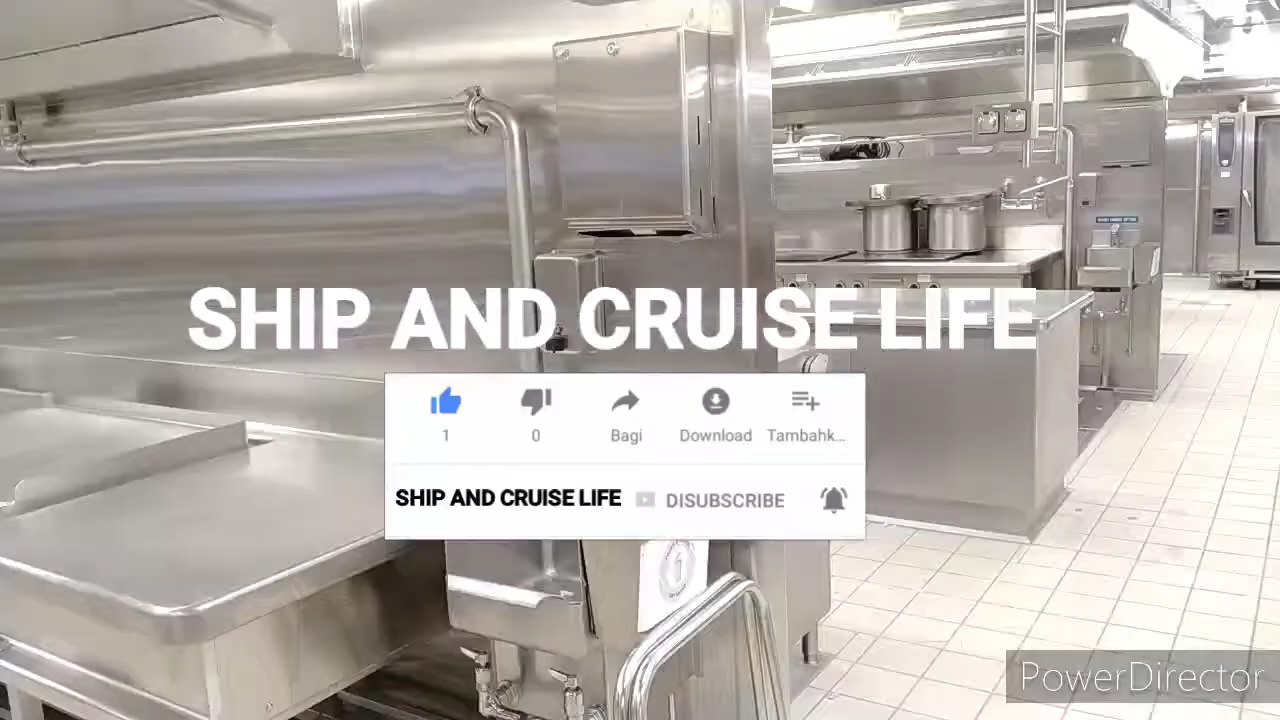 SHIP AND CRUISE LIFE
1
0
Bagi
Download
Tambahk...
SHIP AND CRUISE LIFE
DISUBSCRIBE
PowerDirector